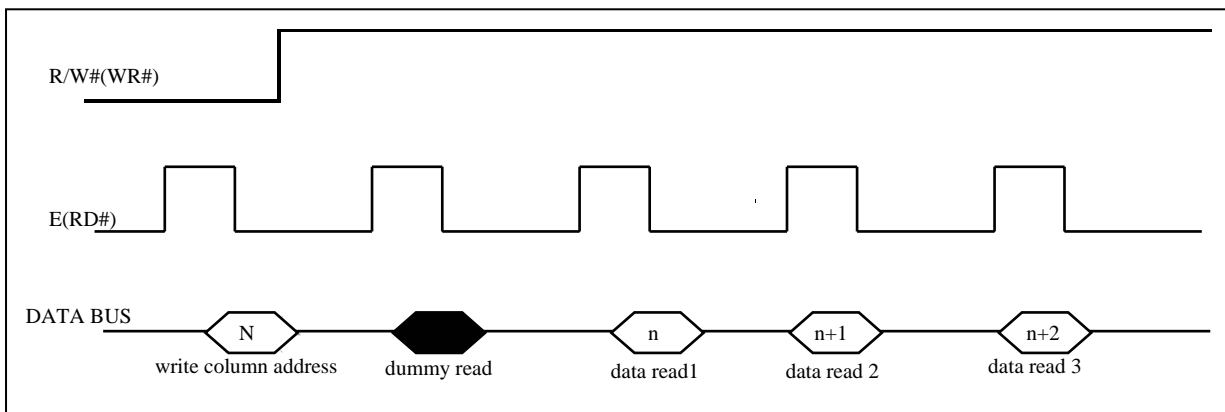 R/W#(WR#)
E(RD#)
DATA BUS
N
n
n+1
n+2
write column address
dummy read
data read1
data read 2
data read 3